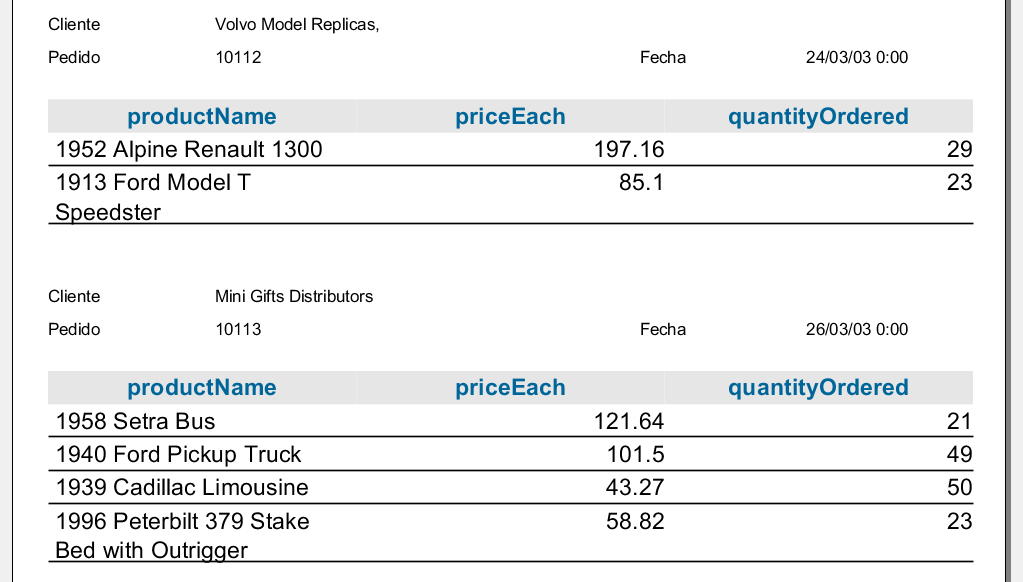 Cliente Volvo Model Replicas,
Pedido 10112 Fecha 24/03/03 0:00
productName priceEach quantityOrdered
1952 Alpine Renault 1300 197.16 29
1913 Ford Model T 85.1 23
Speedster
Cliente Mini Gifts Distributors
Pedido 10113 Fecha 26/03/03 0:00
productName priceEach quantityOrdered
1958 Setra Bus 121.64 21
1940 Ford Pickup Truck 101.5 49
1939 Cadillac Limousine 43.27 50
1996 Peterbilt 379 Stake 58.82 23
Bed with Outrigger